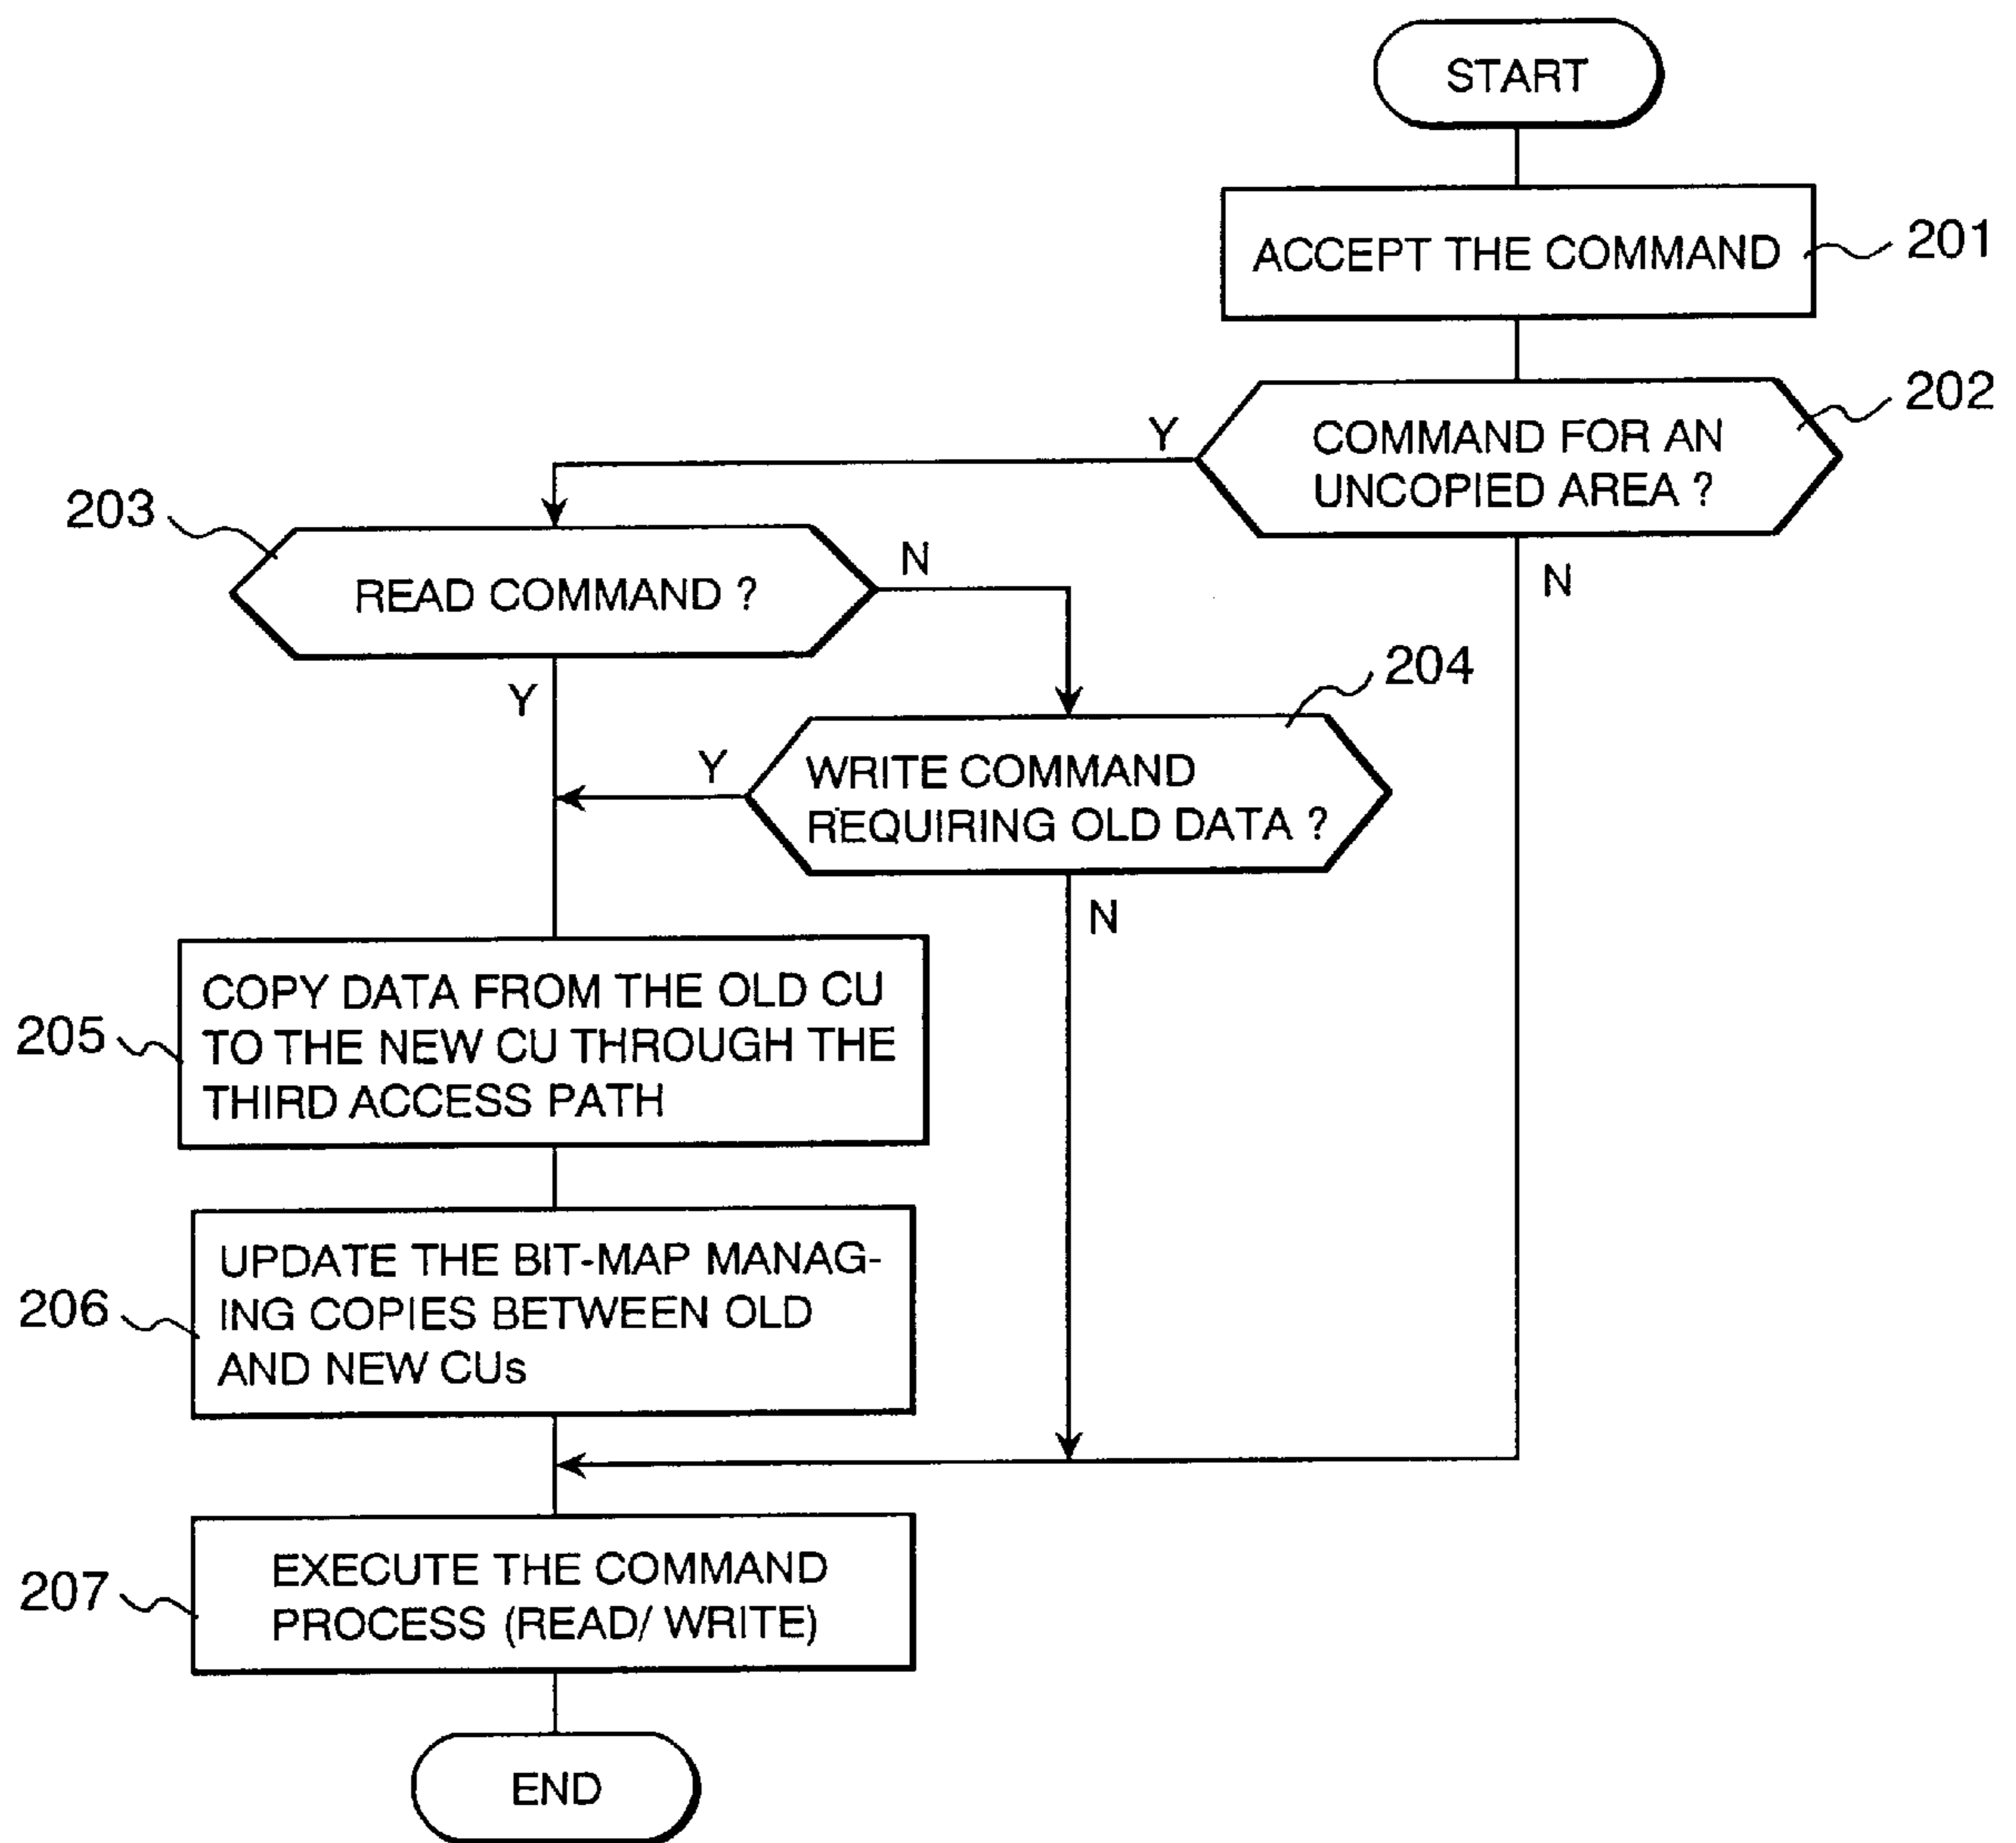 START
ACCEPT THE COMMAND
201
COMMAND FOR AN
UNCOPIED AREA ?
202
Y
N
203
READ COMMAND ?
N
Y
204
WRITE COMMAND
REQUIRING OLD DATA ?
Y
N
205
COPY DATA FROM THE OLD CU
TO THE NEW CU THROUGH THE
THIRD ACCESS PATH
206
UPDATE THE BIT-MAP MANAG-
ING COPIES BETWEEN OLD
AND NEW CUs
207
EXECUTE THE COMMAND
PROCESS (READ/ WRITE)
END